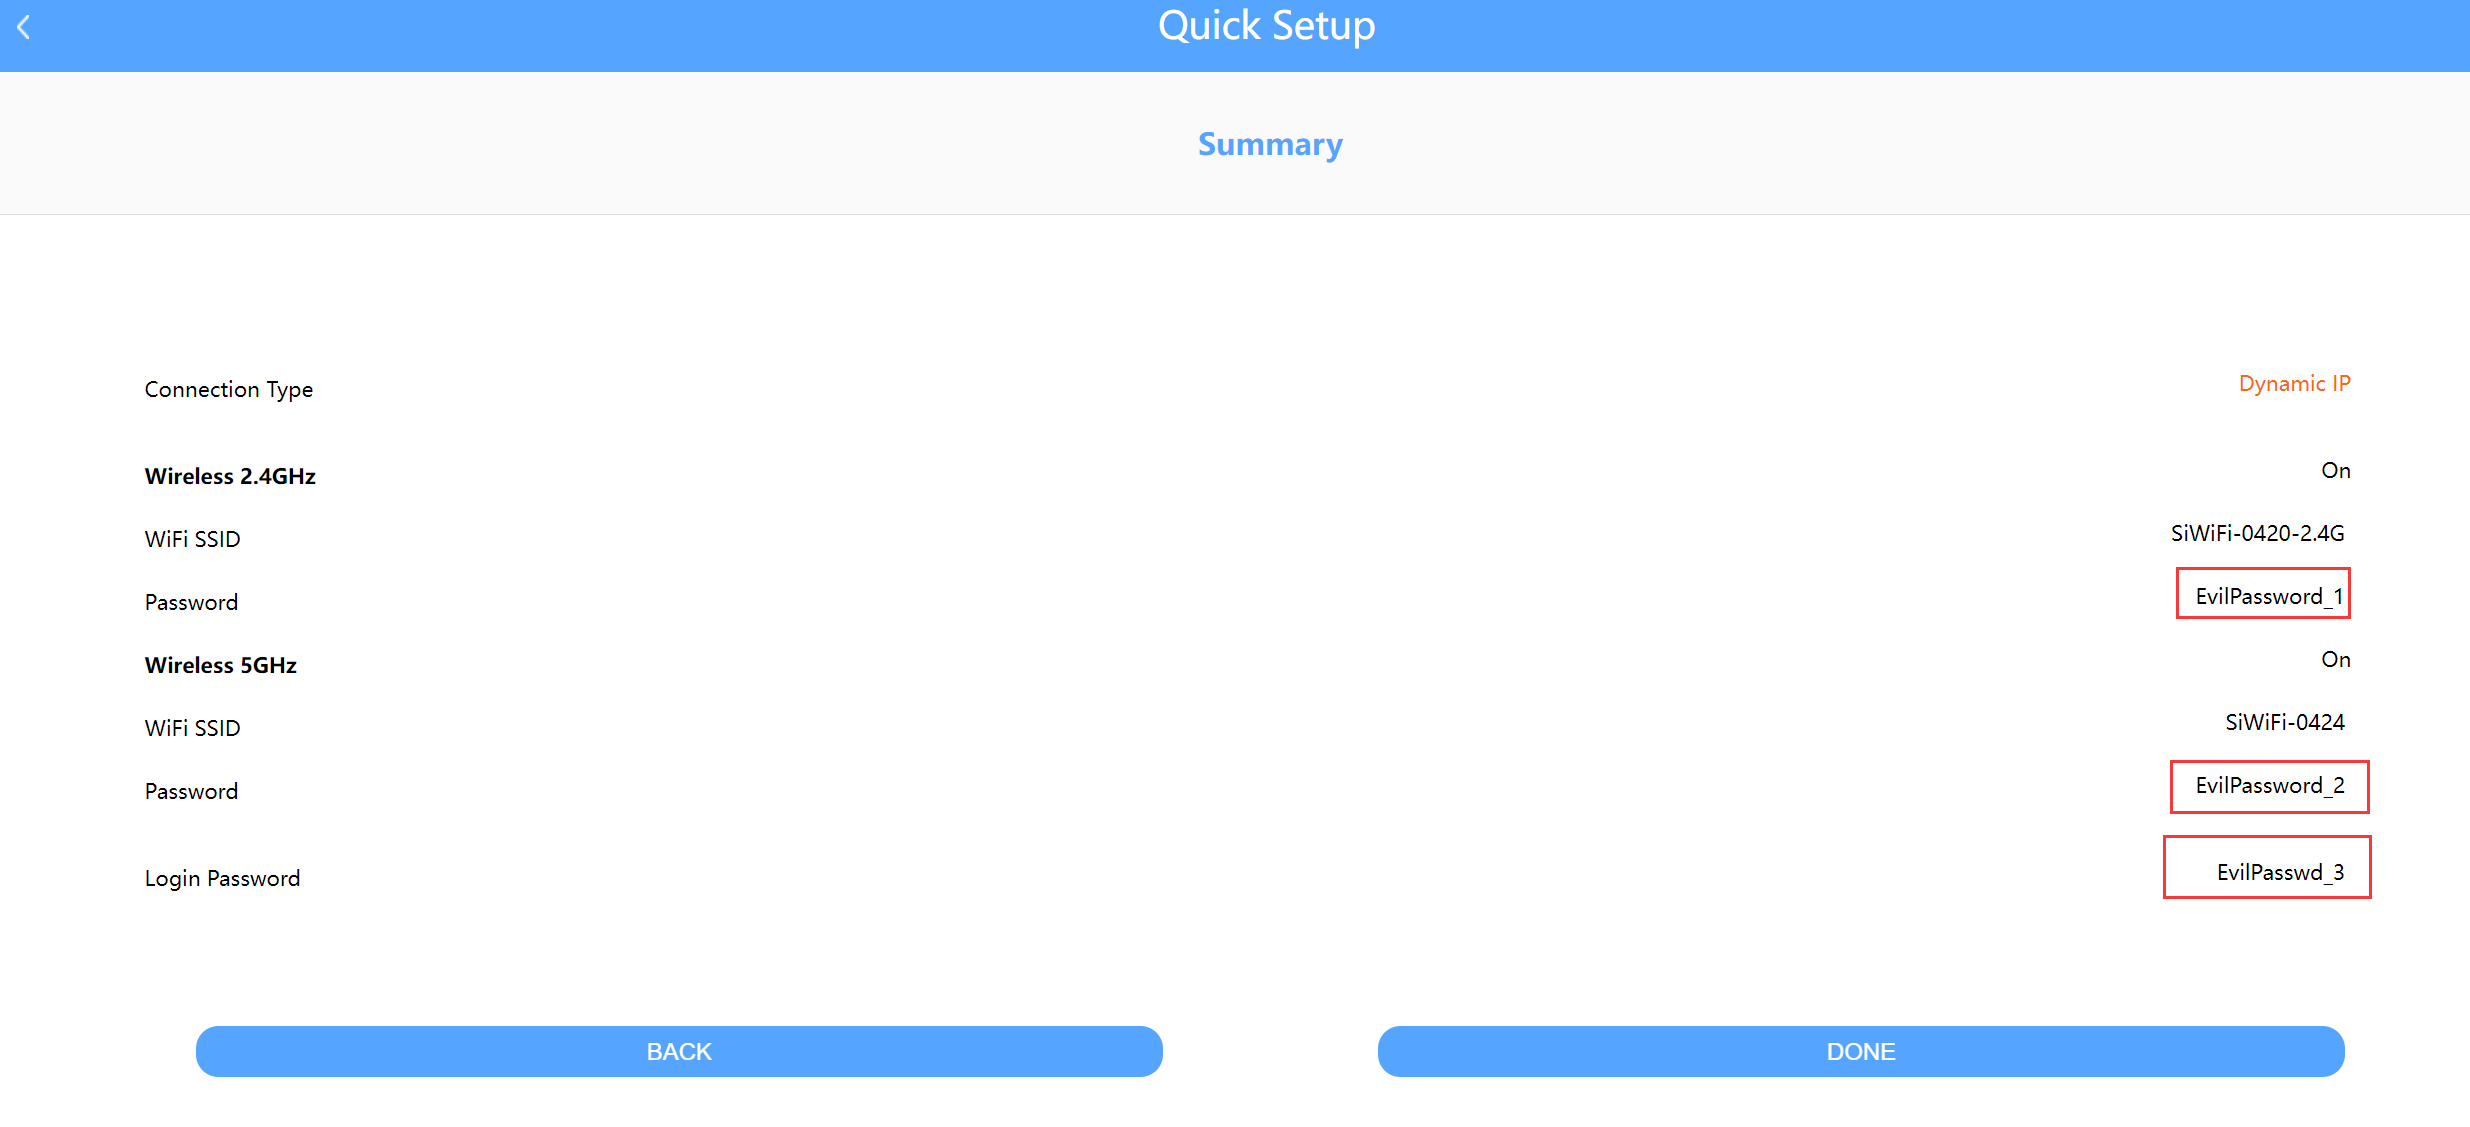 Quick Setup
Summary
Connection Type Dynamic IP
Wireless 2.4GHz On
WiFi SSID SiWiFi-0420-2.4G
Password EvilPassword_1
Wireless 5GHz On
WiFi SSID SiWiFi-0424
Password EvilPassword_2
Login Password EvilPasswd_3
BACK DONE